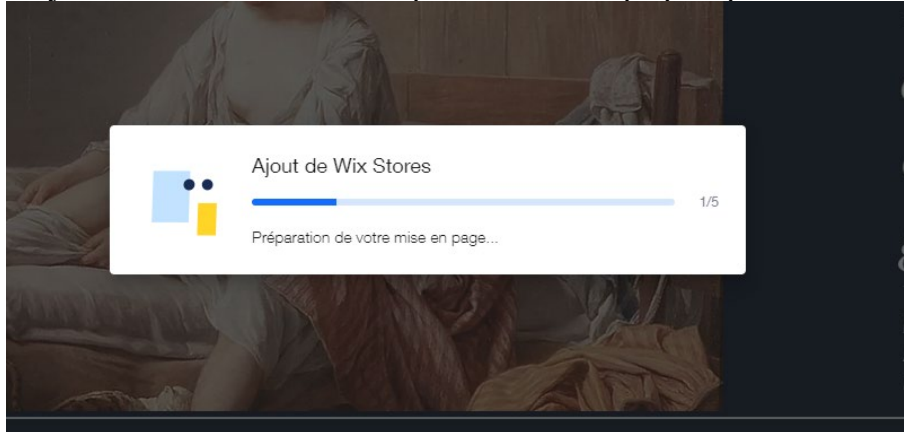 Ajout de Wix Stores
1/5
Préparation de votre mise en page...